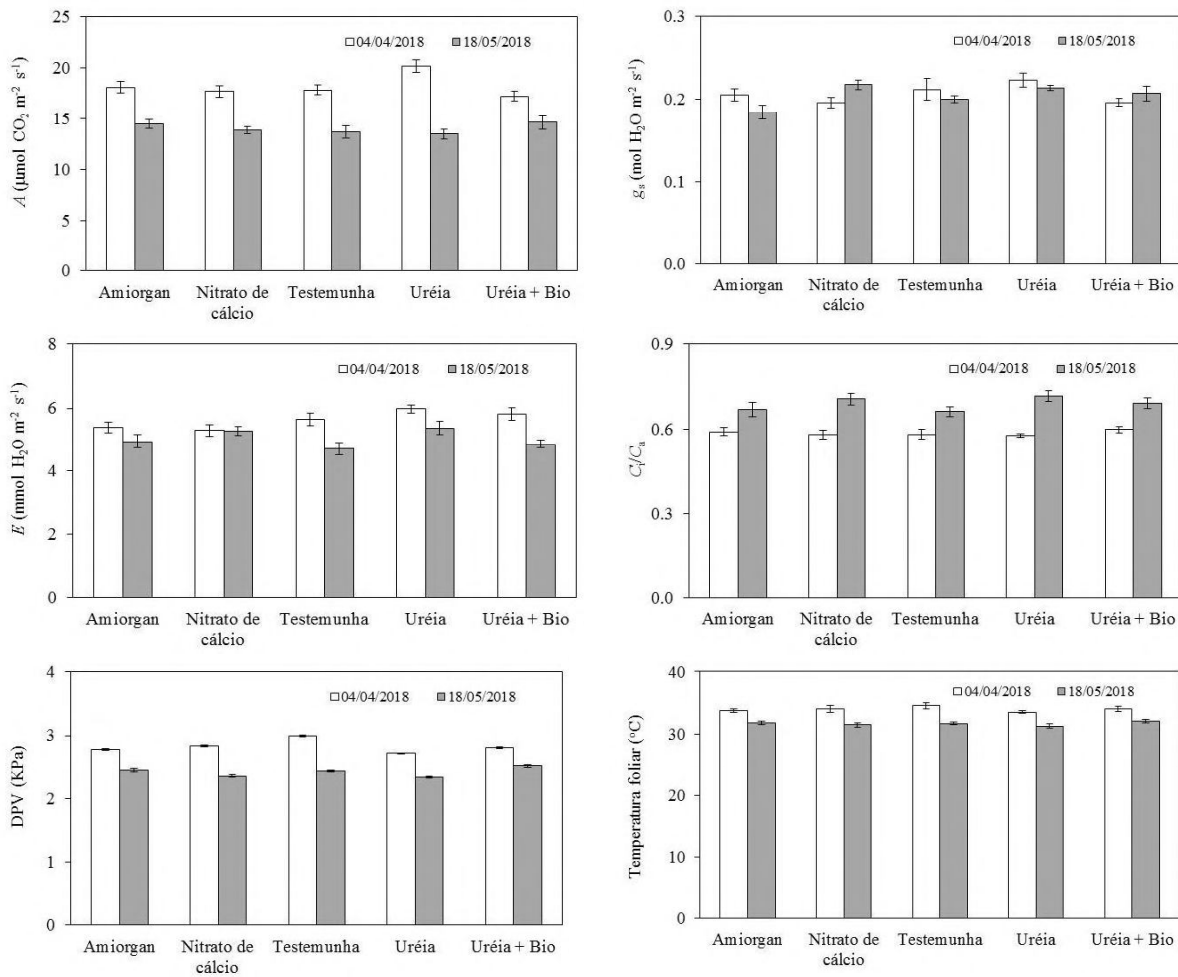 25
20
15
10
5
0
A (µmol CO₂ m⁻² s⁻¹)
04/04/2018 18/05/2018
Amiorgan Nitrato de cálcio Testemunha Uréia Uréia + Bio
0.3
0.2
0.1
0.0
gₛ (mol H₂O m⁻² s⁻¹)
04/04/2018 18/05/2018
Amiorgan Nitrato de cálcio Testemunha Uréia Uréia + Bio
8
6
4
2
0
E (mmol H₂O m⁻² s⁻¹)
04/04/2018 18/05/2018
Amiorgan Nitrato de cálcio Testemunha Uréia Uréia + Bio
0.9
0.6
0.3
0.0
Cᵢ/Cₐ
04/04/2018 18/05/2018
Amiorgan Nitrato de cálcio Testemunha Uréia Uréia + Bio
4
3
2
1
0
DPV (KPa)
04/04/2018 18/05/2018
Amiorgan Nitrato de cálcio Testemunha Uréia Uréia + Bio
40
30
20
10
0
Temperatura foliar (°C)
04/04/2018 18/05/2018
Amiorgan Nitrato de cálcio Testemunha Uréia Uréia + Bio